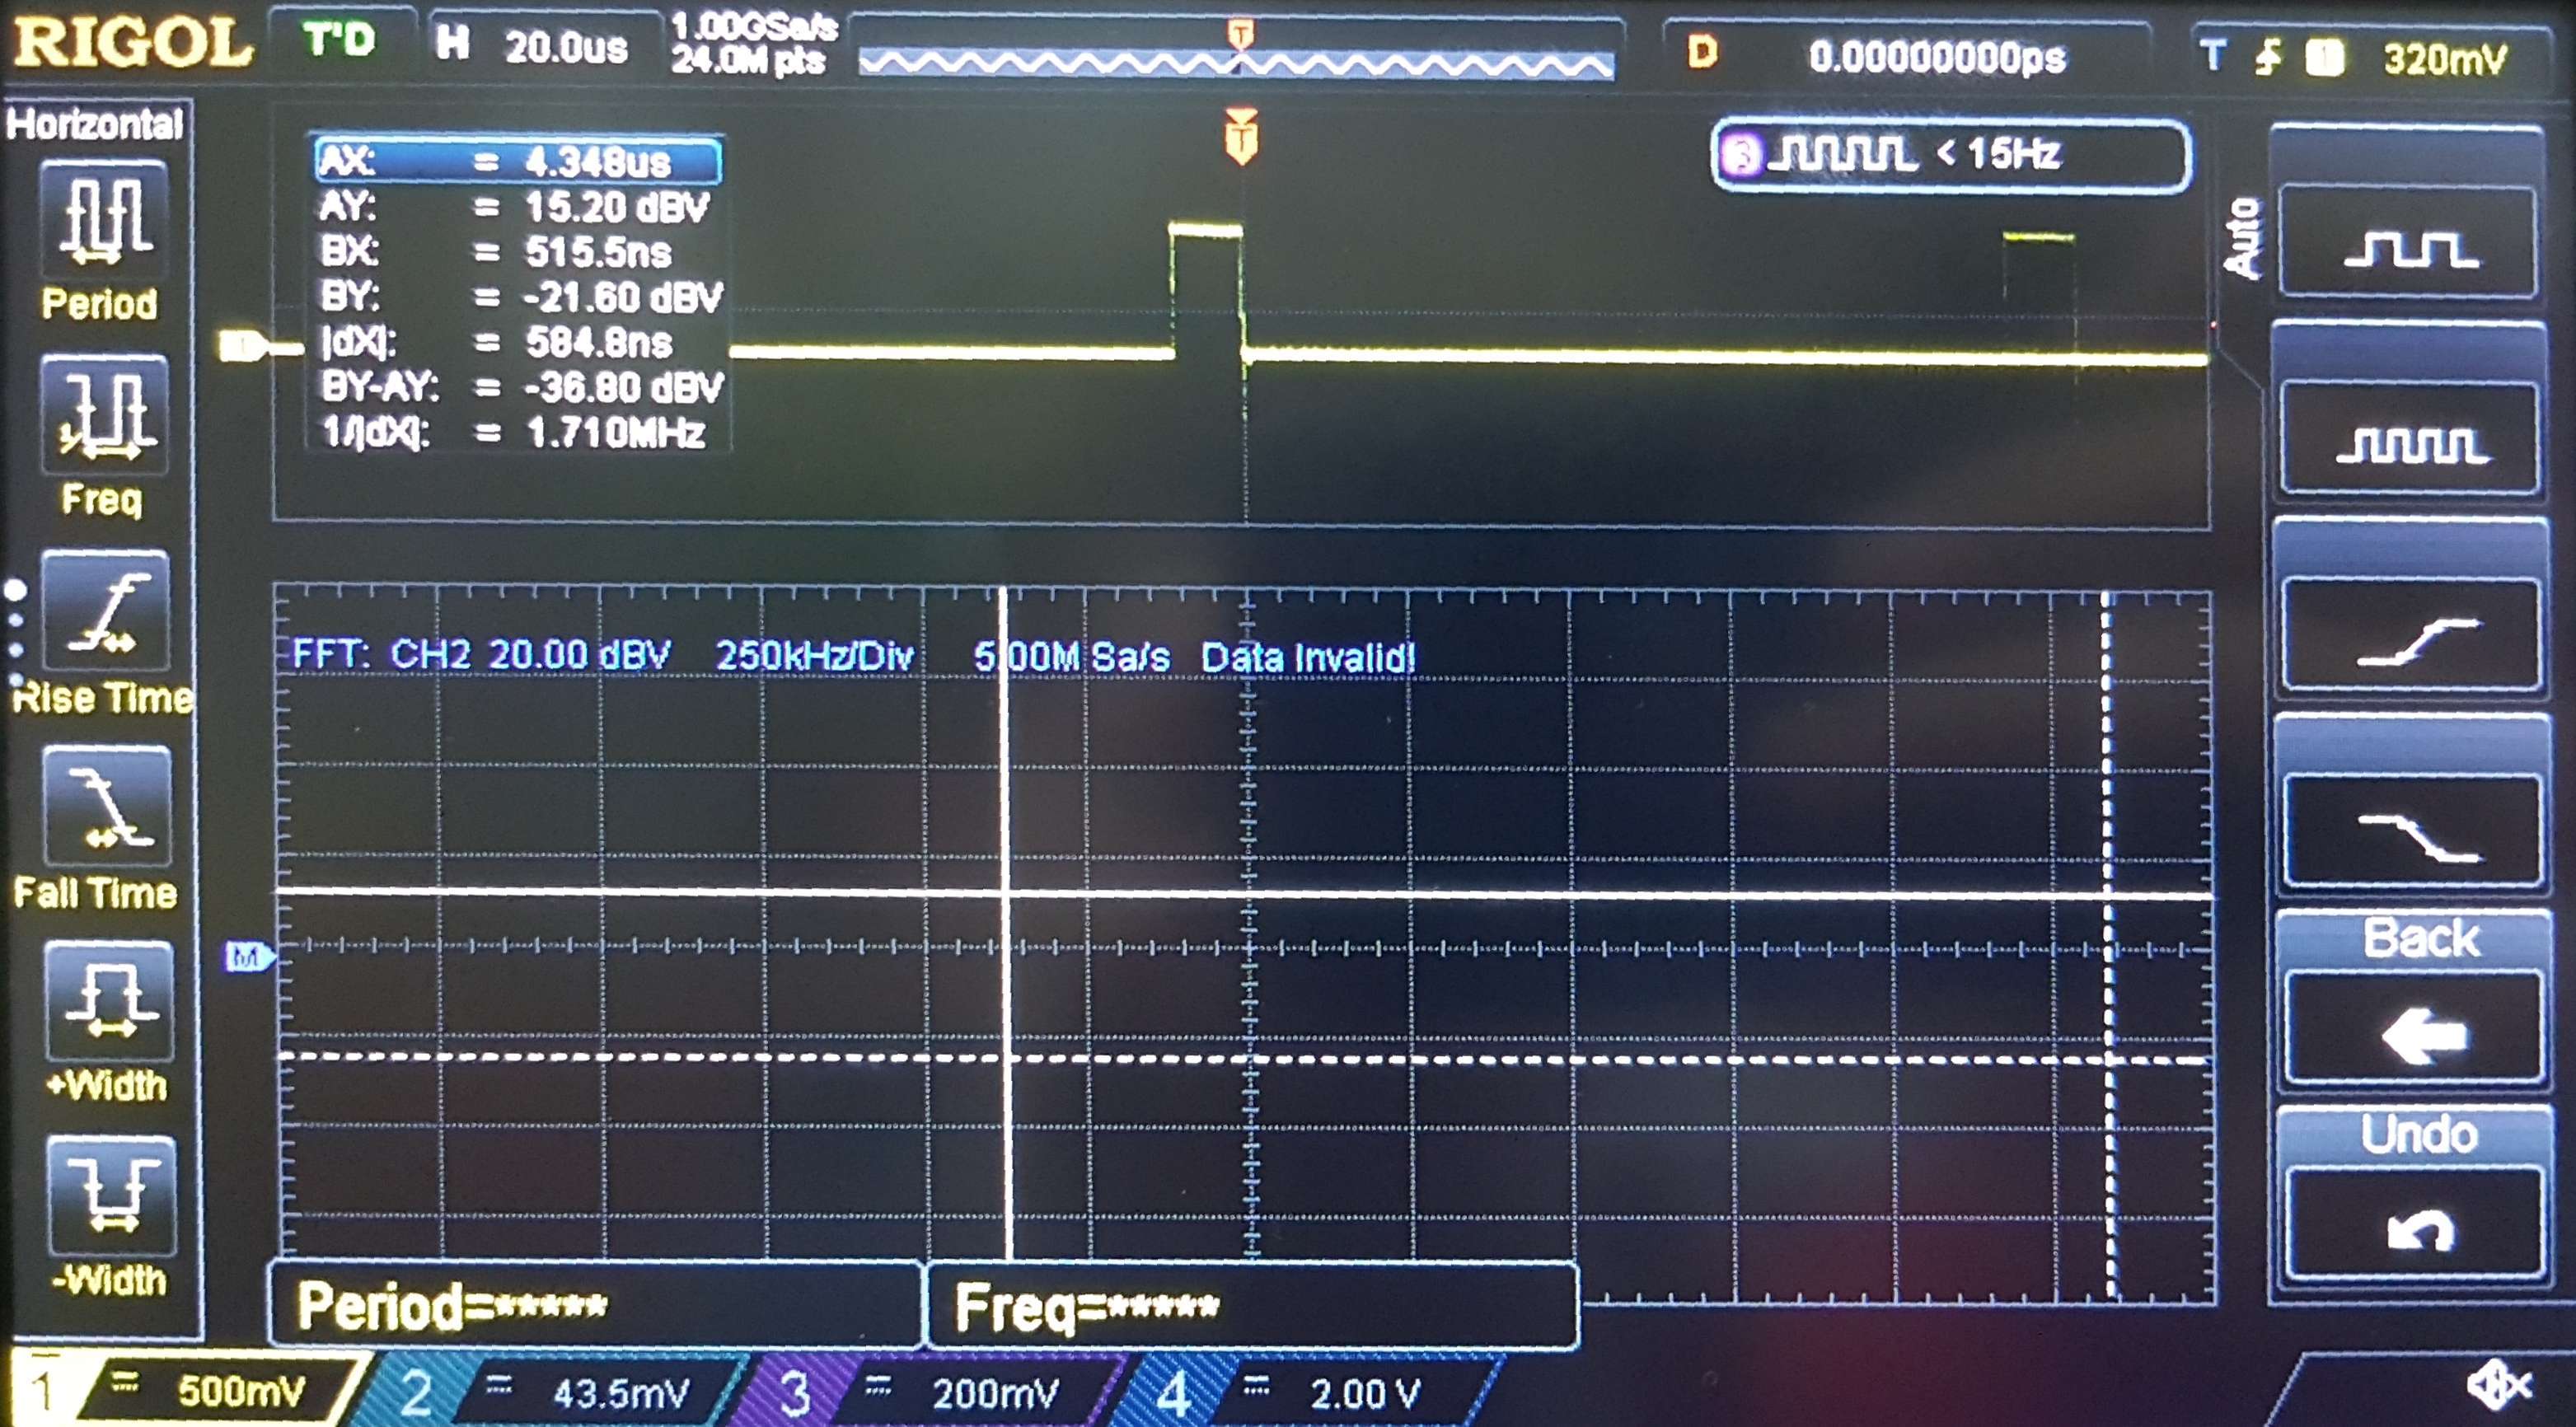 RIGOL T'D H 20.0us 1.00GSa/s 24.0M pts T D 0.00000000ps T 1 320mV
Horizontal
T
AX: = 4.348us
AY: = 15.20 dBV
BX: = 515.5ns
BY: = -21.60 dBV
|dX|: = 584.8ns
BY-AY: = -36.80 dBV
1/|dX|: = 1.710MHz
3 < 15Hz
Auto
Period
Freq
Rise Time
Fall Time
+Width
-Width
1
FFT: CH2 20.00 dBV 250kHz/Div 5.00M Sa/s Data Invalid!
M
Back
Undo
Period=*****
Freq=*****
1 500mV 2 43.5mV 3 200mV 4 2.00 V